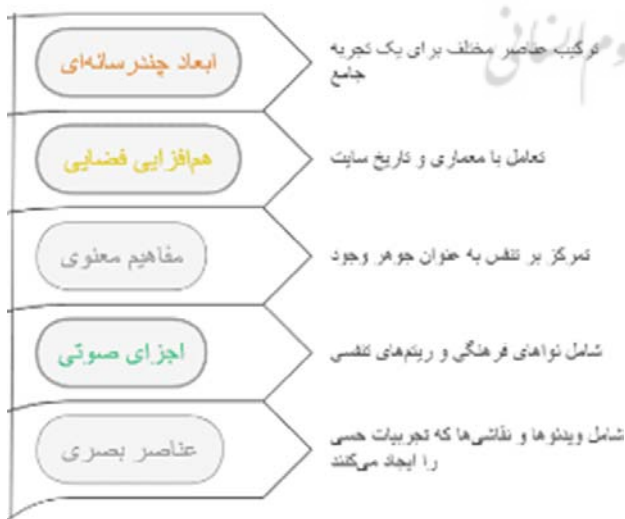 ابعاد چندرسانه‌ای
ترکیب عناصر مختلف برای یک تجربه
جامع
هم‌افزایی فضایی
تعامل با معماری و تاریخ سایت
مفاهیم معنوی
تمرکز بر تنفس به عنوان جوهر وجود
اجزای صوتی
شامل نواهای فرهنگی و ریتم‌های تنفسی
عناصر بصری
شامل ویدئوها و نقاشی‌ها که تجربیات حسی
را ایجاد می‌کنند